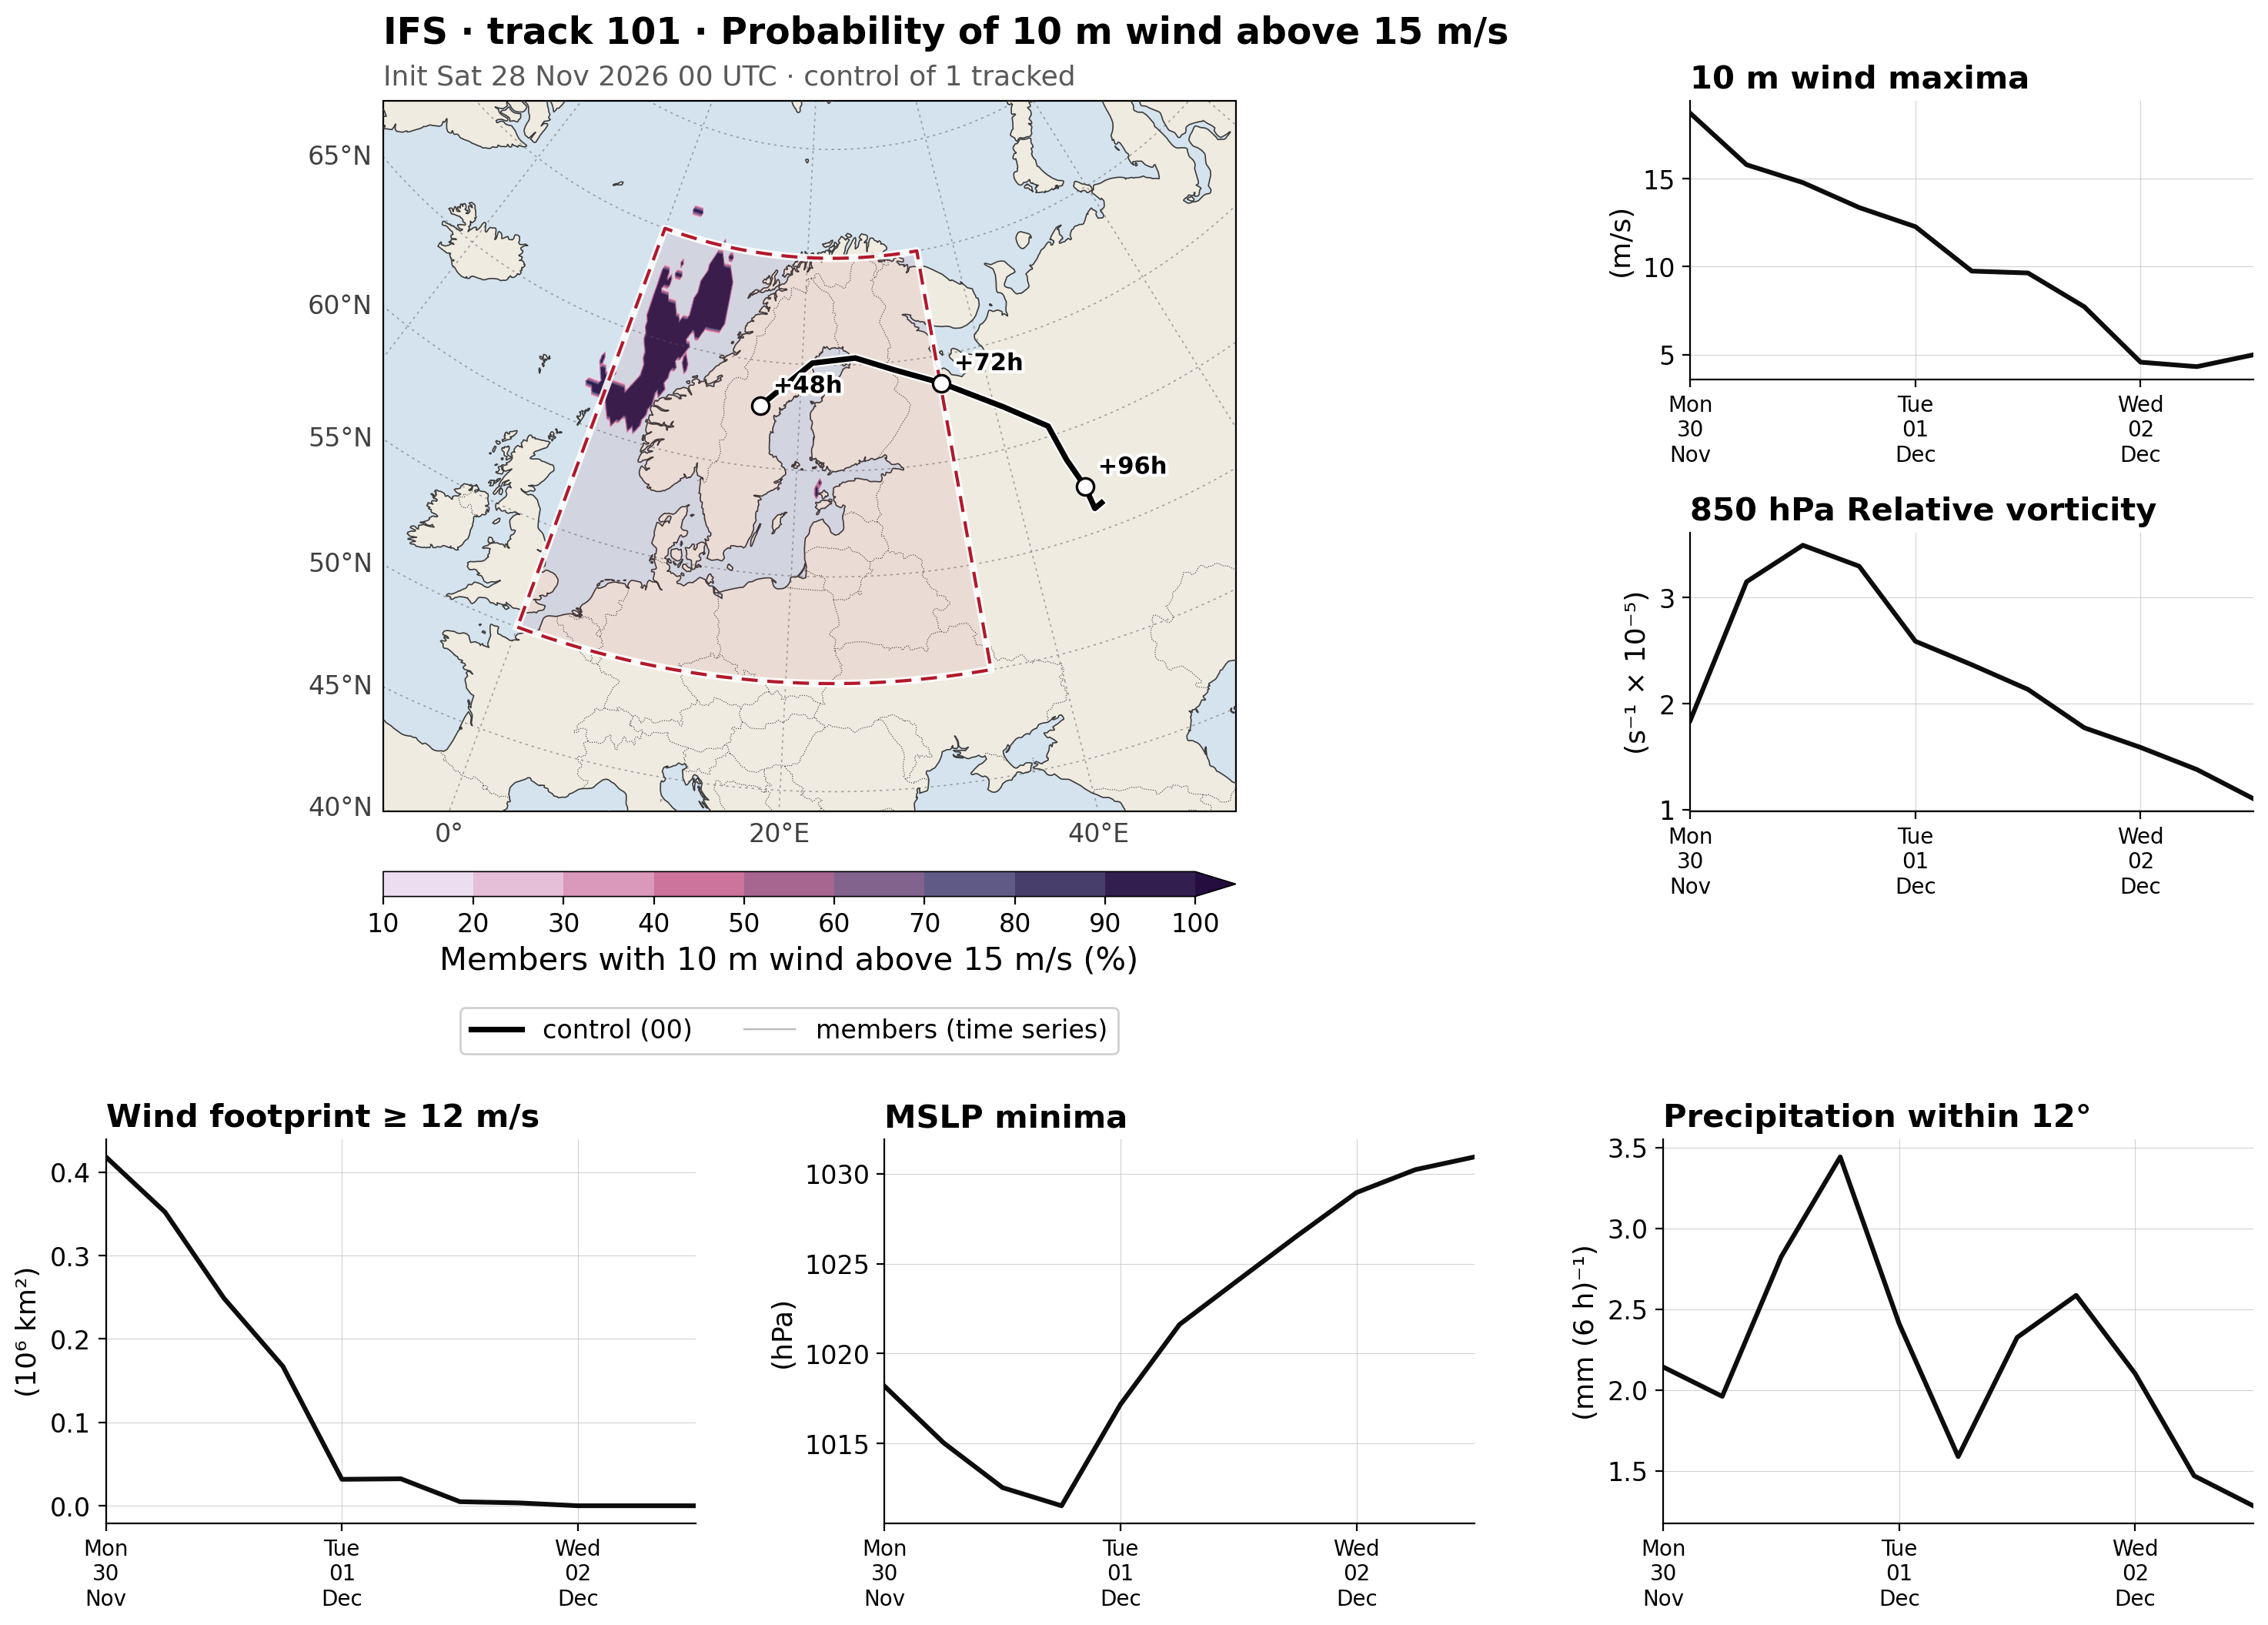 IFS · track 101 · Probability of 10 m wind above 15 m/s
Init Sat 28 Nov 2026 00 UTC · control of 1 tracked
65°N
60°N
55°N
50°N
45°N
40°N
0°
20°E
40°E
+48h
+72h
+96h
10 20 30 40 50 60 70 80 90 100
Members with 10 m wind above 15 m/s (%)
control (00)
members (time series)
10 m wind maxima
(m/s)
15
10
5
Mon
30
Nov
Tue
01
Dec
Wed
02
Dec
850 hPa Relative vorticity
(s⁻¹ × 10⁻⁵)
3
2
1
Mon
30
Nov
Tue
01
Dec
Wed
02
Dec
Wind footprint ≥ 12 m/s
(10⁶ km²)
0.4
0.3
0.2
0.1
0.0
Mon
30
Nov
Tue
01
Dec
Wed
02
Dec
MSLP minima
(hPa)
1030
1025
1020
1015
Mon
30
Nov
Tue
01
Dec
Wed
02
Dec
Precipitation within 12°
(mm (6 h)⁻¹)
3.5
3.0
2.5
2.0
1.5
Mon
30
Nov
Tue
01
Dec
Wed
02
Dec